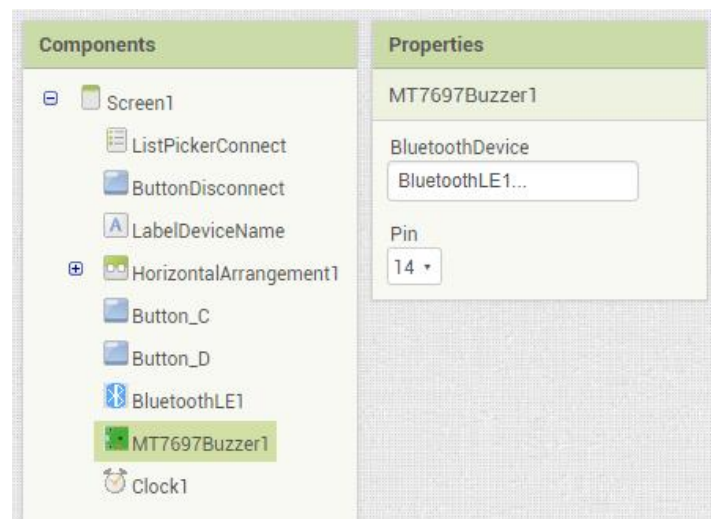 Components
Screen1
ListPickerConnect
ButtonDisconnect
A LabelDeviceName
HorizontalArrangement1
Button_C
Button_D
BluetoothLE1
MT7697Buzzer1
Clock1
Properties
MT7697Buzzer1
BluetoothDevice
BluetoothLE1...
Pin
14